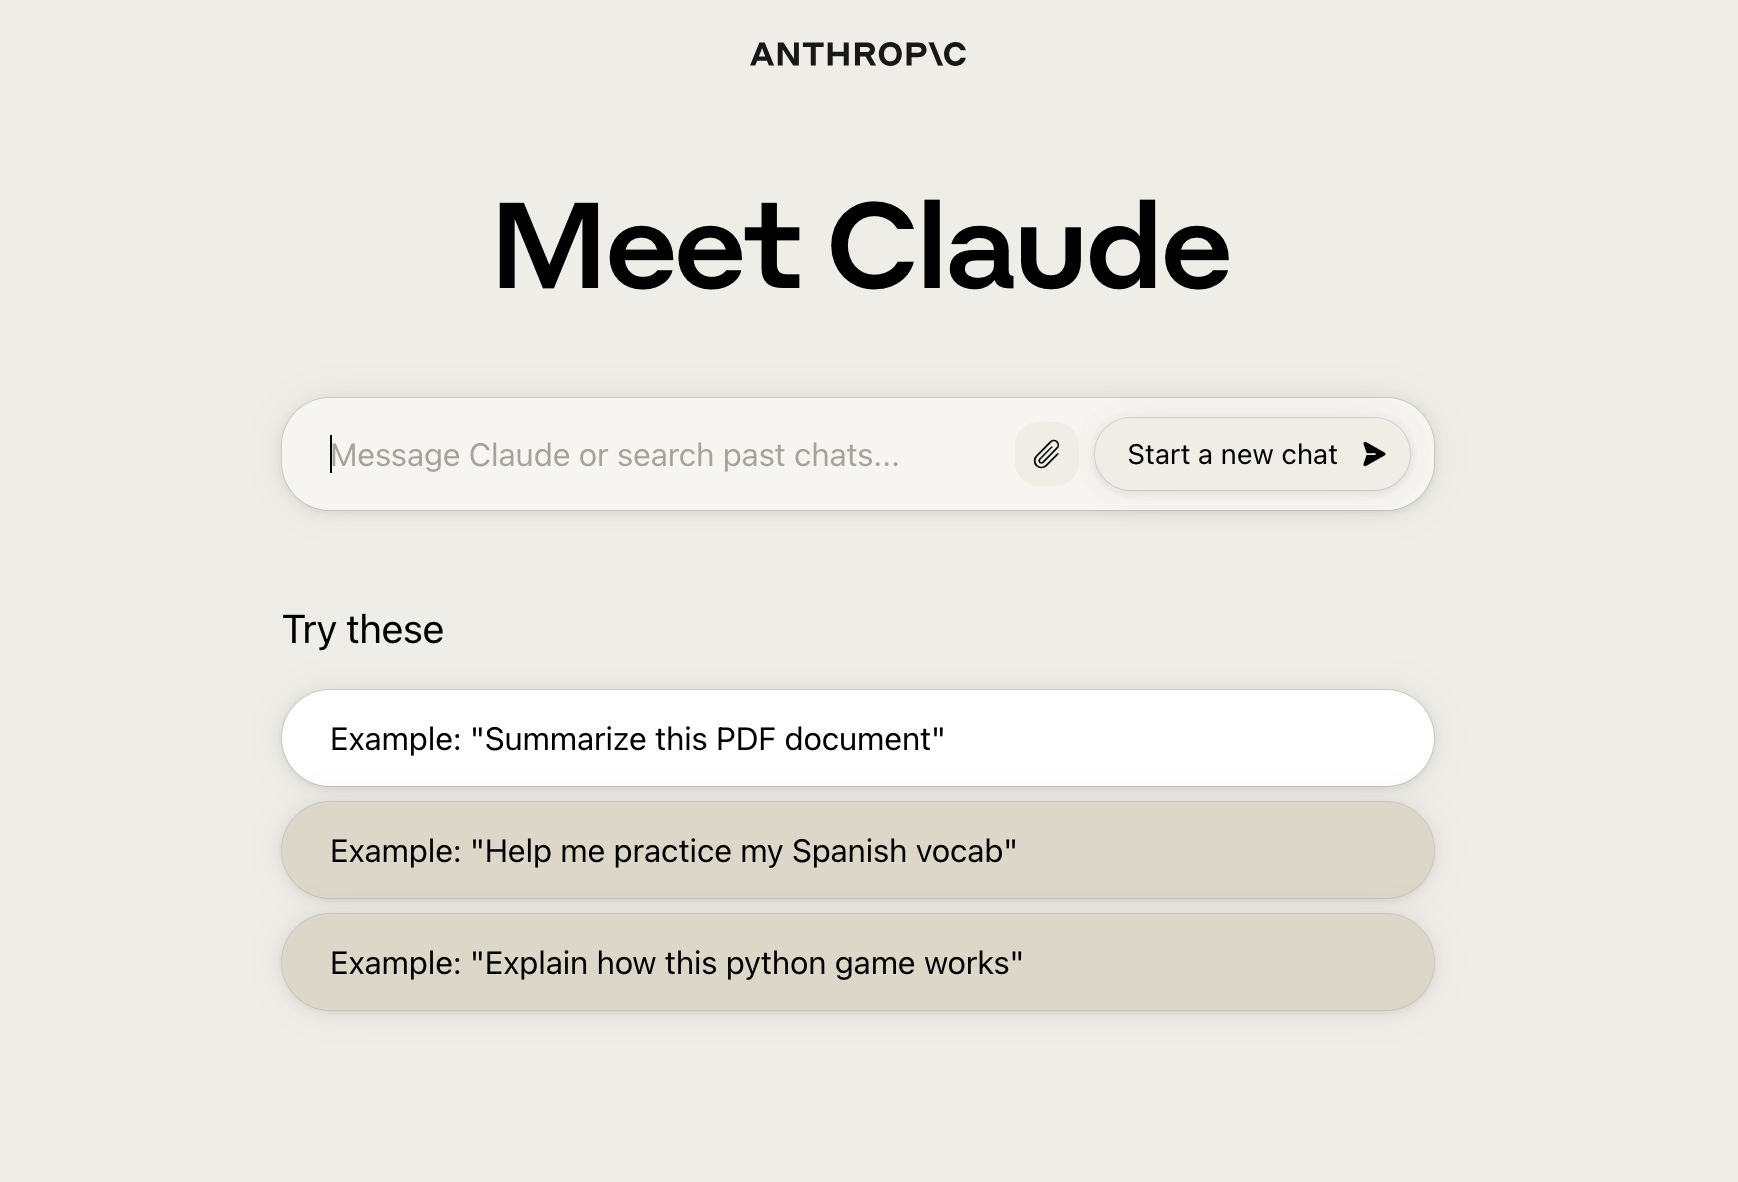 ANTHROP\C
Meet Claude
Message Claude or search past chats...
Start a new chat
Try these
Example: "Summarize this PDF document"
Example: "Help me practice my Spanish vocab"
Example: "Explain how this python game works"